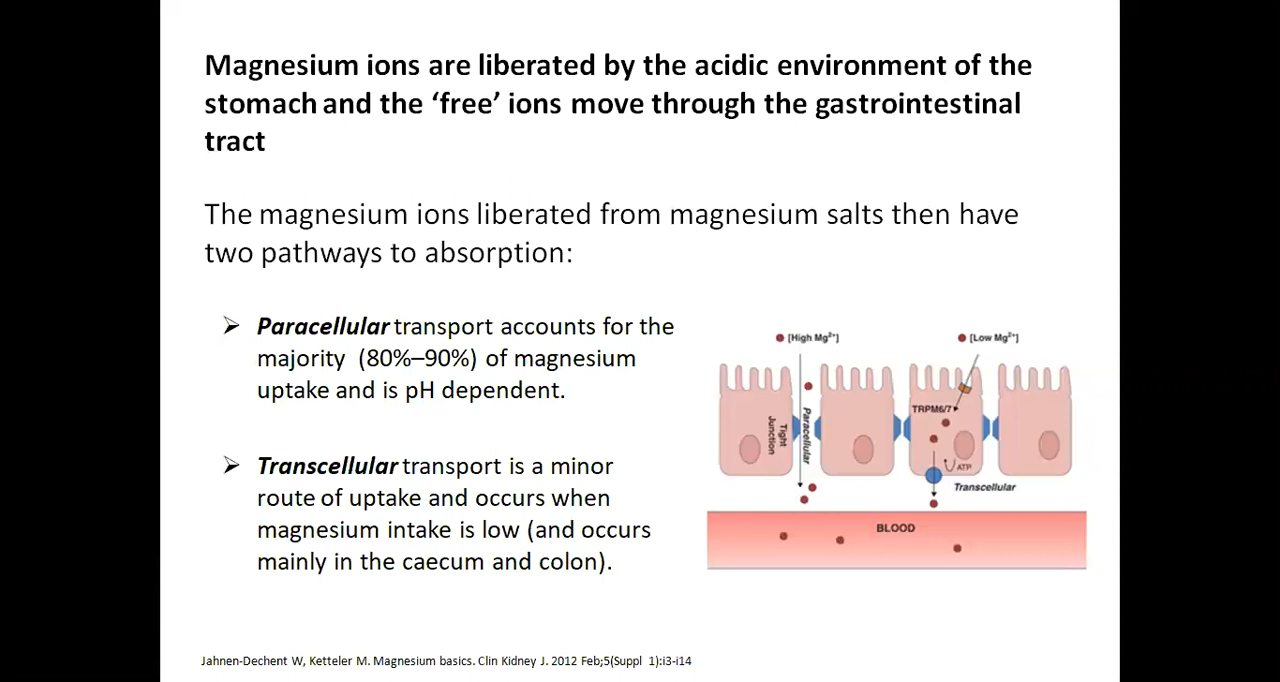 Magnesium ions are liberated by the acidic environment of the
stomach and the ‘free’ ions move through the gastrointestinal
tract
The magnesium ions liberated from magnesium salts then have
two pathways to absorption:
➢ Paracellular transport accounts for the
majority (80%–90%) of magnesium
uptake and is pH dependent.
➢ Transcellular transport is a minor
route of uptake and occurs when
magnesium intake is low (and occurs
mainly in the caecum and colon).
[High Mg²⁺]
[Low Mg²⁺]
Tight
Junction
Paracellular
TRPM6/7
ATP
Transcellular
BLOOD
Jahnen-Dechent W, Ketteler M. Magnesium basics. Clin Kidney J. 2012 Feb;5(Suppl 1):i3-i14